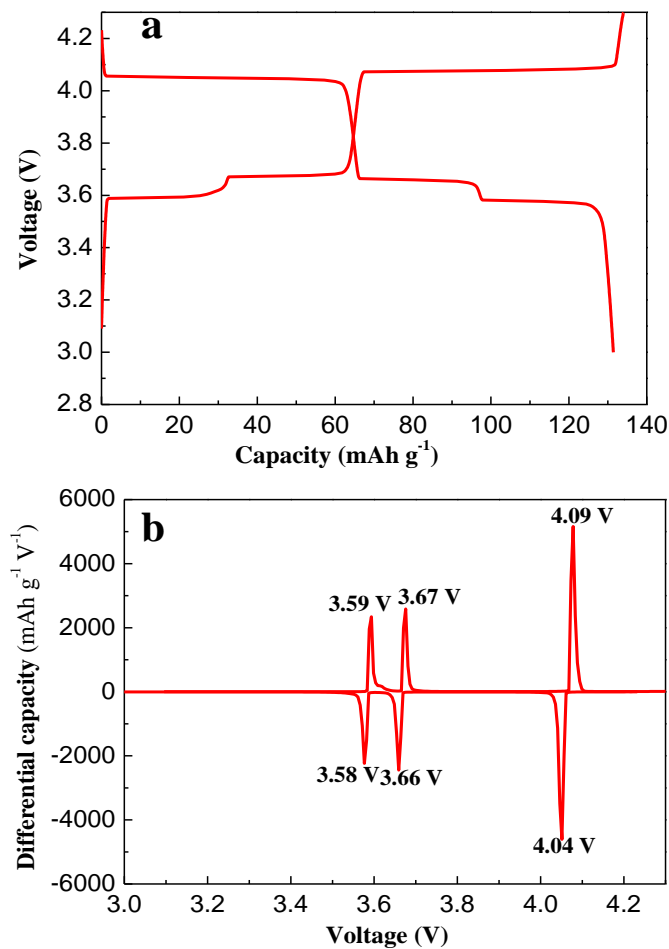 a
4.2
4.0
3.8
3.6
3.4
3.2
3.0
2.8
Voltage (V)
0 20 40 60 80 100 120 140
Capacity (mAh g⁻¹)
b
6000
4000
2000
0
-2000
-4000
-6000
Differential capacity (mAh g⁻¹ V⁻¹)
4.09 V
3.59 V 3.67 V
3.58 V 3.66 V
4.04 V
3.0 3.2 3.4 3.6 3.8 4.0 4.2
Voltage (V)